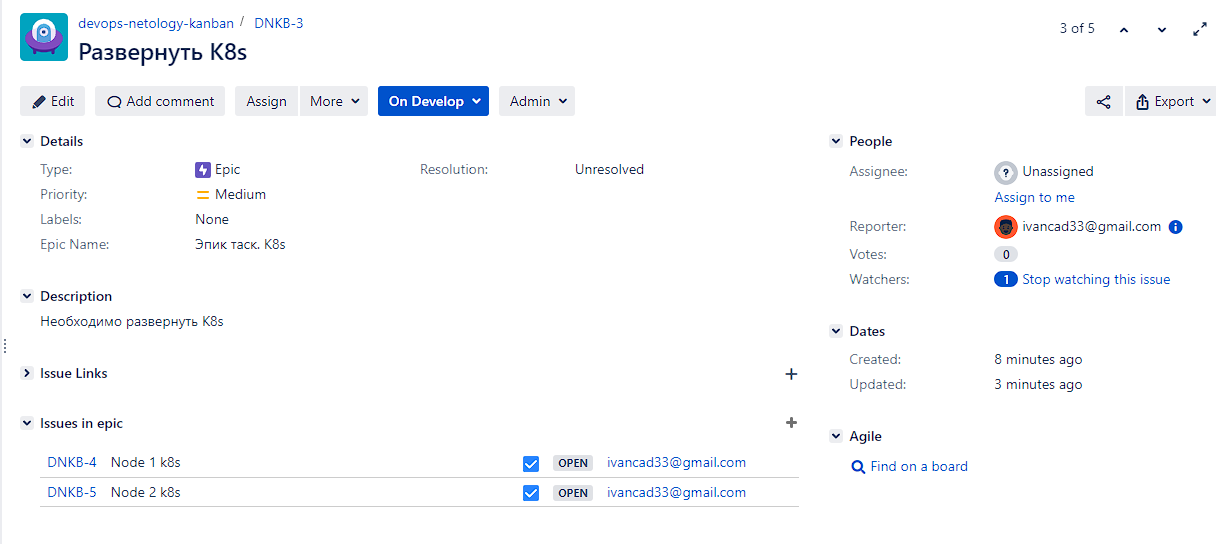 devops-netology-kanban / DNKB-3
Развернуть K8s
3 of 5
Edit Add comment Assign More On Develop Admin Export
Details
Type: Epic Resolution: Unresolved
Priority: Medium
Labels: None
Epic Name: Эпик таск. K8s
Description
Необходимо развернуть K8s
Issue Links
Issues in epic
DNKB-4 Node 1 k8s OPEN ivancad33@gmail.com
DNKB-5 Node 2 k8s OPEN ivancad33@gmail.com
People
Assignee: Unassigned
Assign to me
Reporter: ivancad33@gmail.com
Votes: 0
Watchers: 1 Stop watching this issue
Dates
Created: 8 minutes ago
Updated: 3 minutes ago
Agile
Find on a board